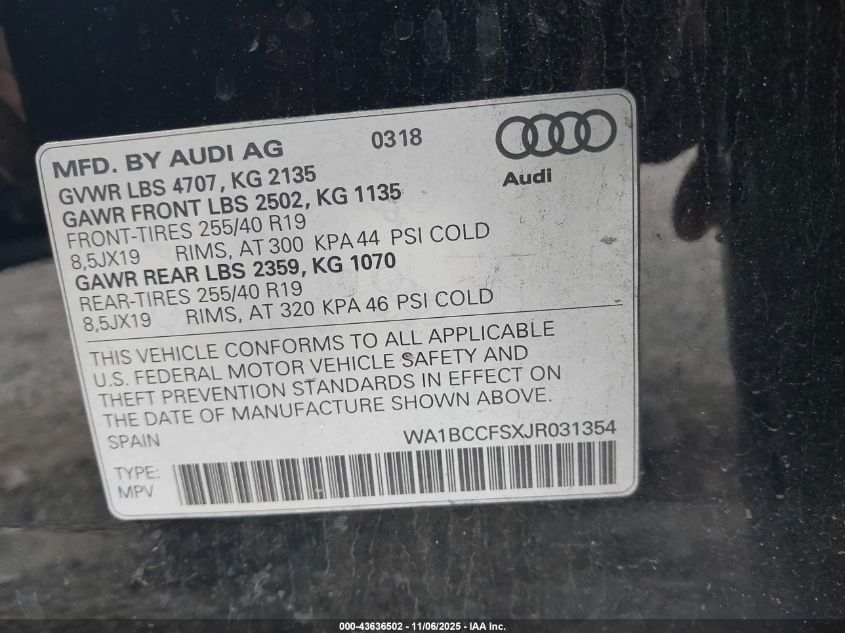 MFD. BY AUDI AG 0318
Audi
GVWR LBS 4707, KG 2135
GAWR FRONT LBS 2502, KG 1135
FRONT-TIRES 255/40 R19
8,5JX19 RIMS, AT 300 KPA 44 PSI COLD
GAWR REAR LBS 2359, KG 1070
REAR-TIRES 255/40 R19
8,5JX19 RIMS, AT 320 KPA 46 PSI COLD
THIS VEHICLE CONFORMS TO ALL APPLICABLE
U.S. FEDERAL MOTOR VEHICLE SAFETY AND
THEFT PREVENTION STANDARDS IN EFFECT ON
THE DATE OF MANUFACTURE SHOWN ABOVE.
SPAIN WA1BCCFSXJR031354
TYPE:
MPV
000-43636502 - 11/06/2025 - IAA Inc.